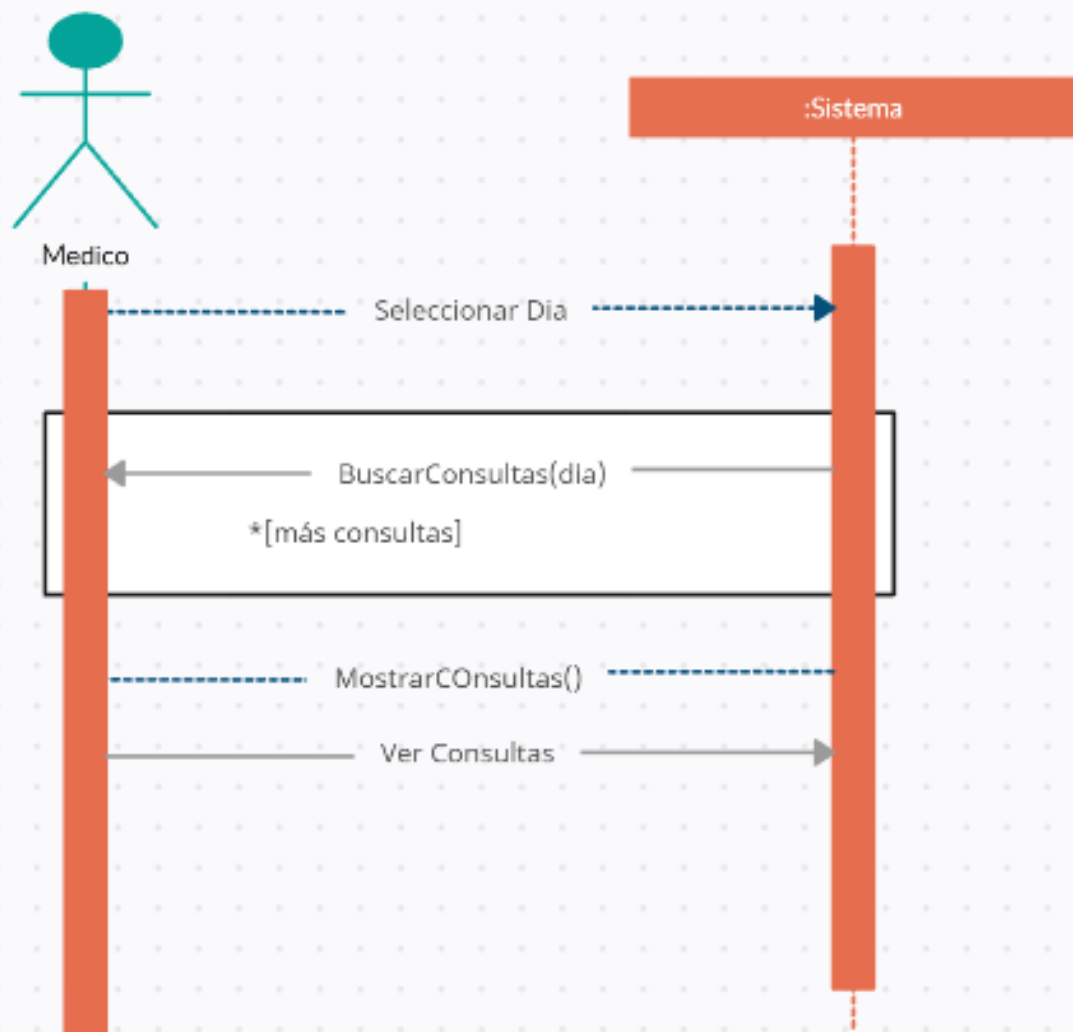 :Sistema
Medico
Seleccionar Dia
BuscarConsultas(dia)
*[más consultas]
MostrarCOnsultas()
Ver Consultas